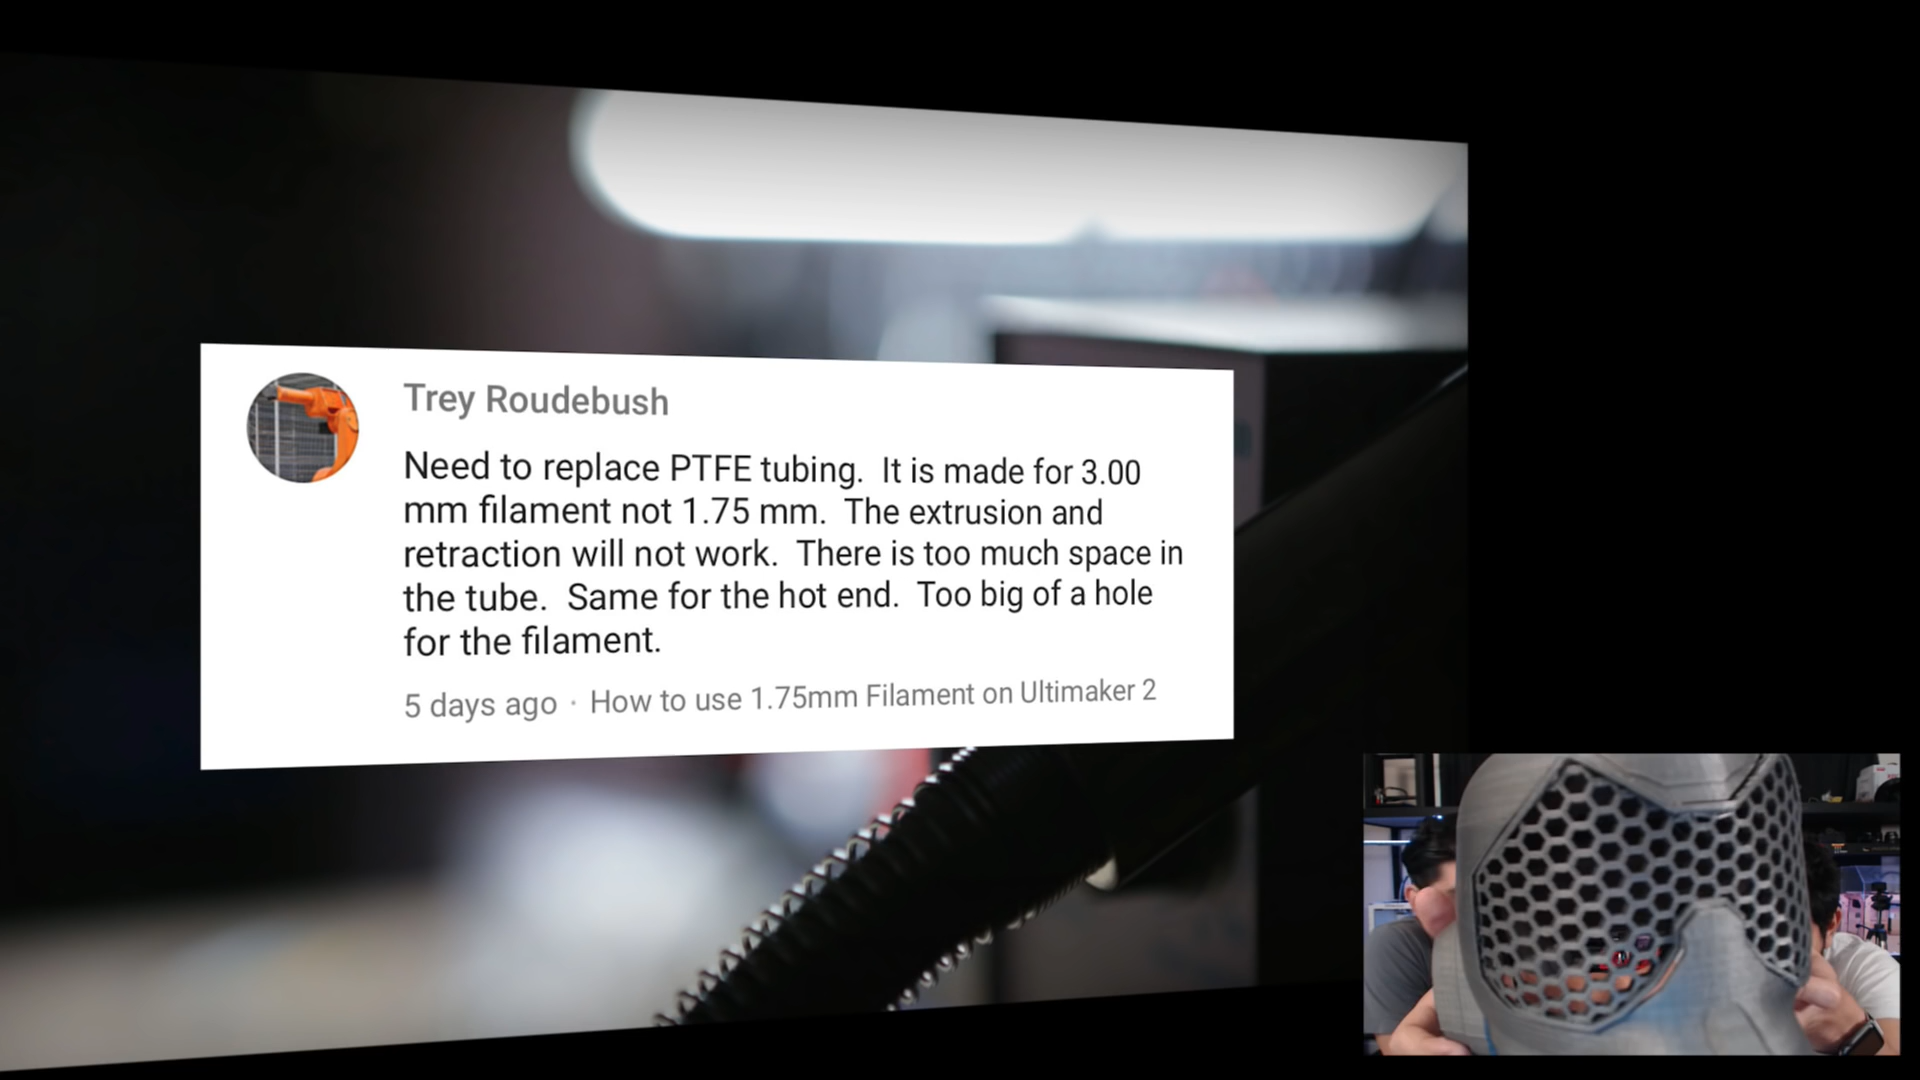 Trey Roudebush
Need to replace PTFE tubing.  It is made for 3.00
mm filament not 1.75 mm.  The extrusion and
retraction will not work.  There is too much space in
the tube.  Same for the hot end.  Too big of a hole
for the filament.
5 days ago · How to use 1.75mm Filament on Ultimaker 2